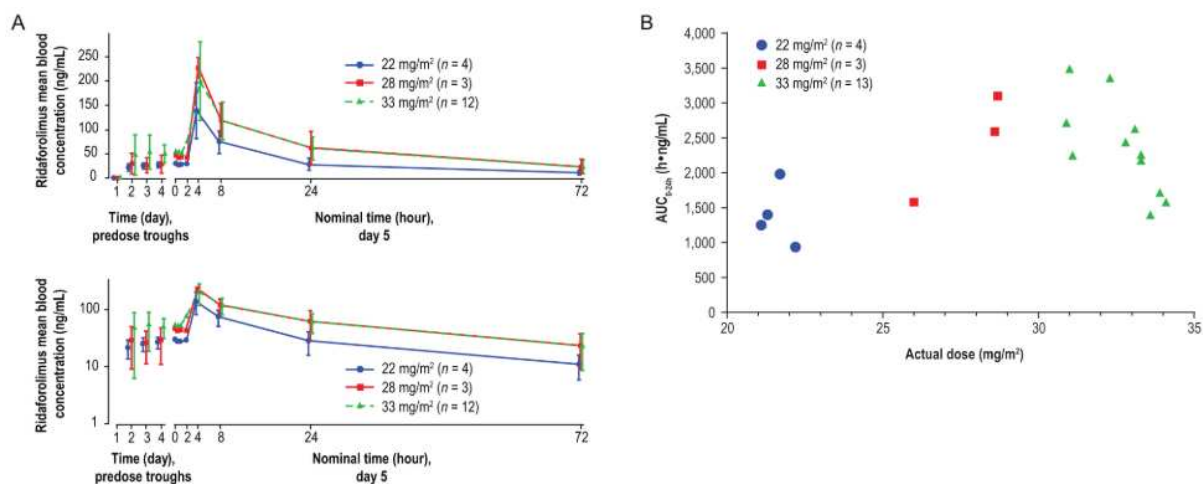 A
Ridaforolimus mean blood
concentration (ng/mL)
250
200
150
100
50
0
22 mg/m² (n = 4)
28 mg/m² (n = 3)
33 mg/m² (n = 12)
1 2 3 4 0 2 4 8 24 72
Time (day),
predose troughs
Nominal time (hour),
day 5
Ridaforolimus mean blood
concentration (ng/mL)
100
10
1
22 mg/m² (n = 4)
28 mg/m² (n = 3)
33 mg/m² (n = 12)
1 2 3 4 0 2 4 8 24 72
Time (day),
predose troughs
Nominal time (hour),
day 5
B
AUC₀₋₂₄ₕ (h•ng/mL)
4,000
3,500
3,000
2,500
2,000
1,500
1,000
500
0
22 mg/m² (n = 4)
28 mg/m² (n = 3)
33 mg/m² (n = 13)
20 25 30 35
Actual dose (mg/m²)